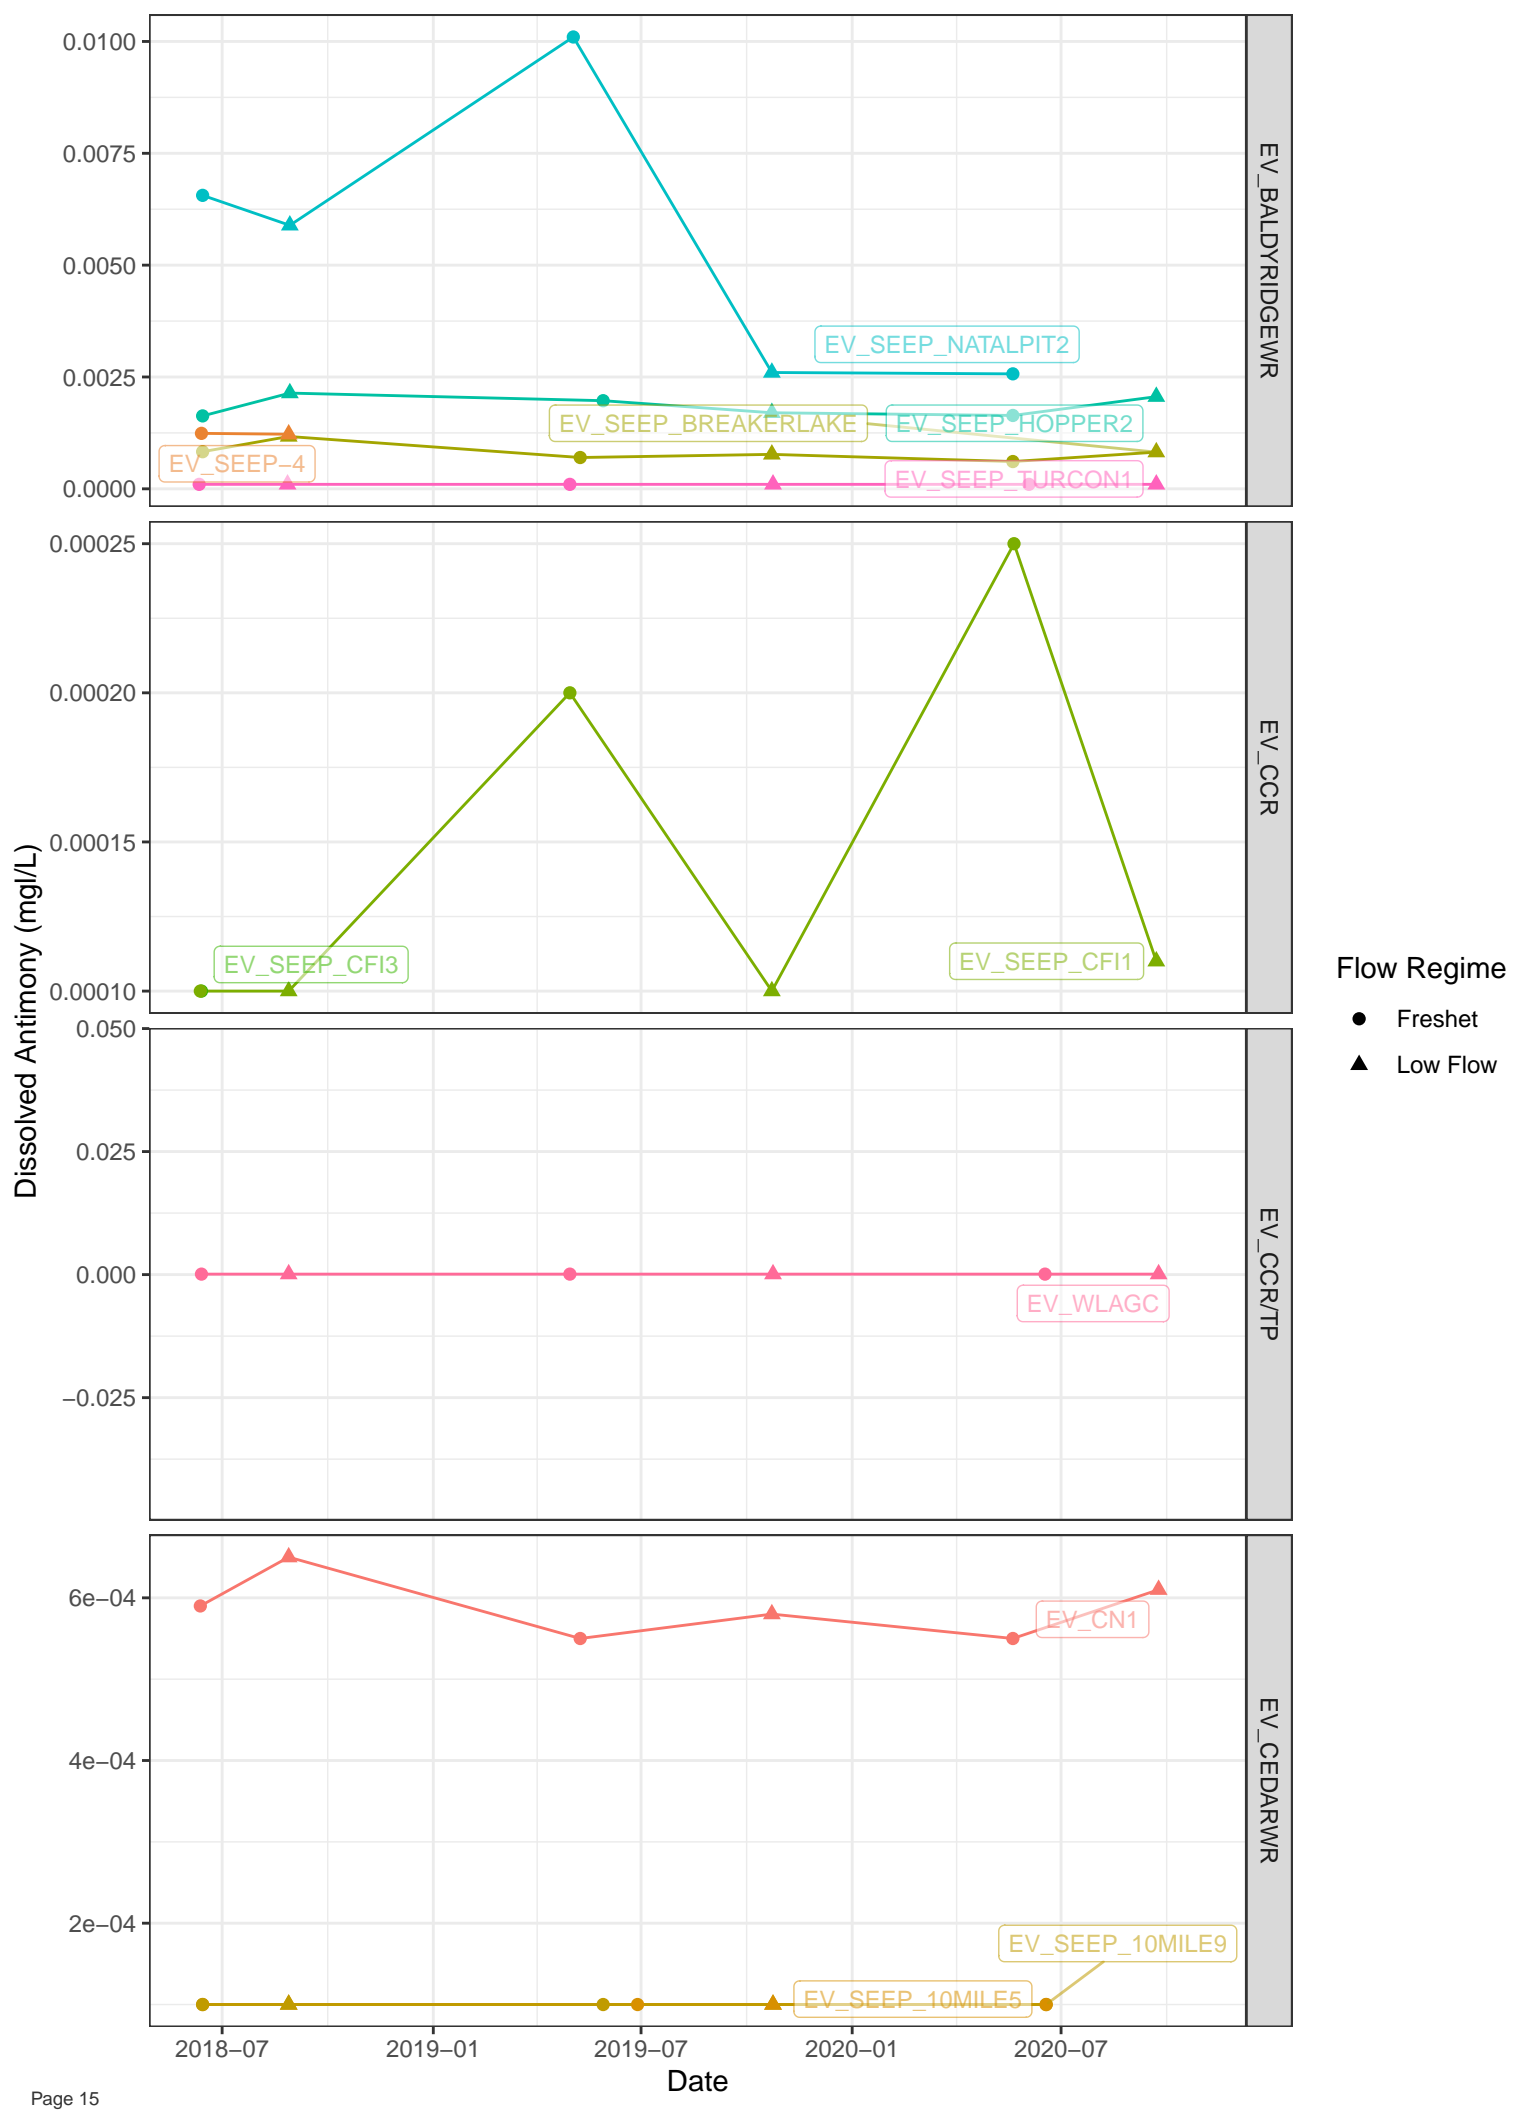 0.0100
0.0075
0.0050
0.0025
0.0000
EV_SEEP_NATALPIT2
EV_SEEP_BREAKERLAKE
EV_SEEP_HOPPER2
EV_SEEP−4
EV_SEEP_TURCON1
EV_BALDYRIDGEWR
0.00025
0.00020
0.00015
0.00010
EV_SEEP_CFI3
EV_SEEP_CFI1
EV_CCR
0.050
0.025
0.000
−0.025
EV_WLAGC
EV_CCR/TP
6e−04
4e−04
2e−04
EV_CN1
EV_SEEP_10MILE9
EV_SEEP_10MILE5
EV_CEDARWR
2018−07
2019−01
2019−07
2020−01
2020−07
Date
Dissolved Antimony (mgl/L)
Flow Regime
Freshet
Low Flow
Page 15